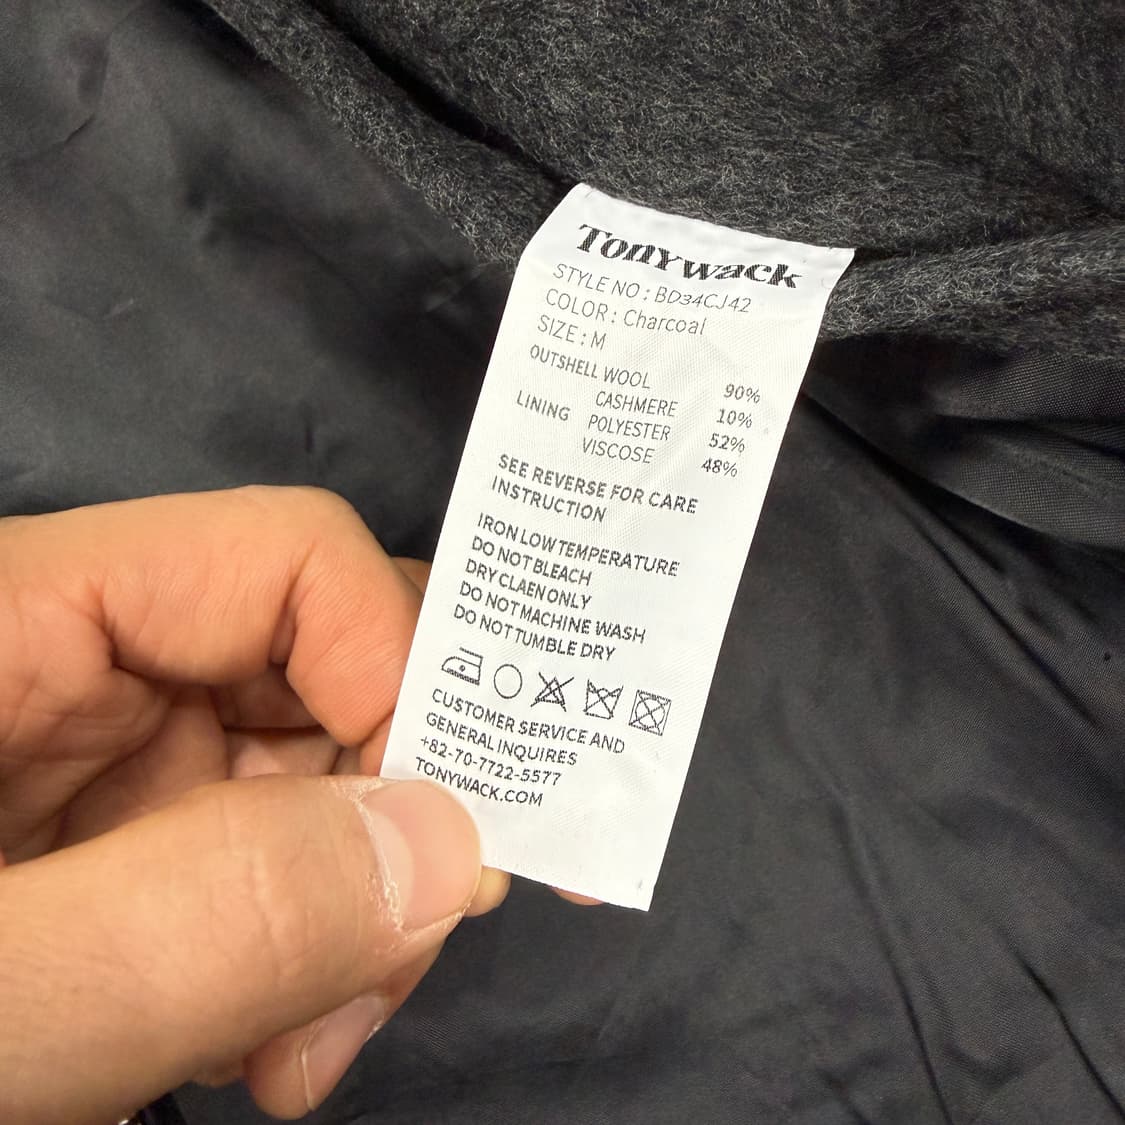 Tonywack
STYLE NO : BD34CJ42
COLOR : Charcoal
SIZE : M
OUTSHELL WOOL 90%
CASHMERE 10%
LINING POLYESTER 52%
VISCOSE 48%
SEE REVERSE FOR CARE
INSTRUCTION
IRON LOW TEMPERATURE
DO NOT BLEACH
DRY CLAEN ONLY
DO NOT MACHINE WASH
DO NOT TUMBLE DRY
CUSTOMER SERVICE AND
GENERAL INQUIRES
+82-70-7722-5577
TONYWACK.COM